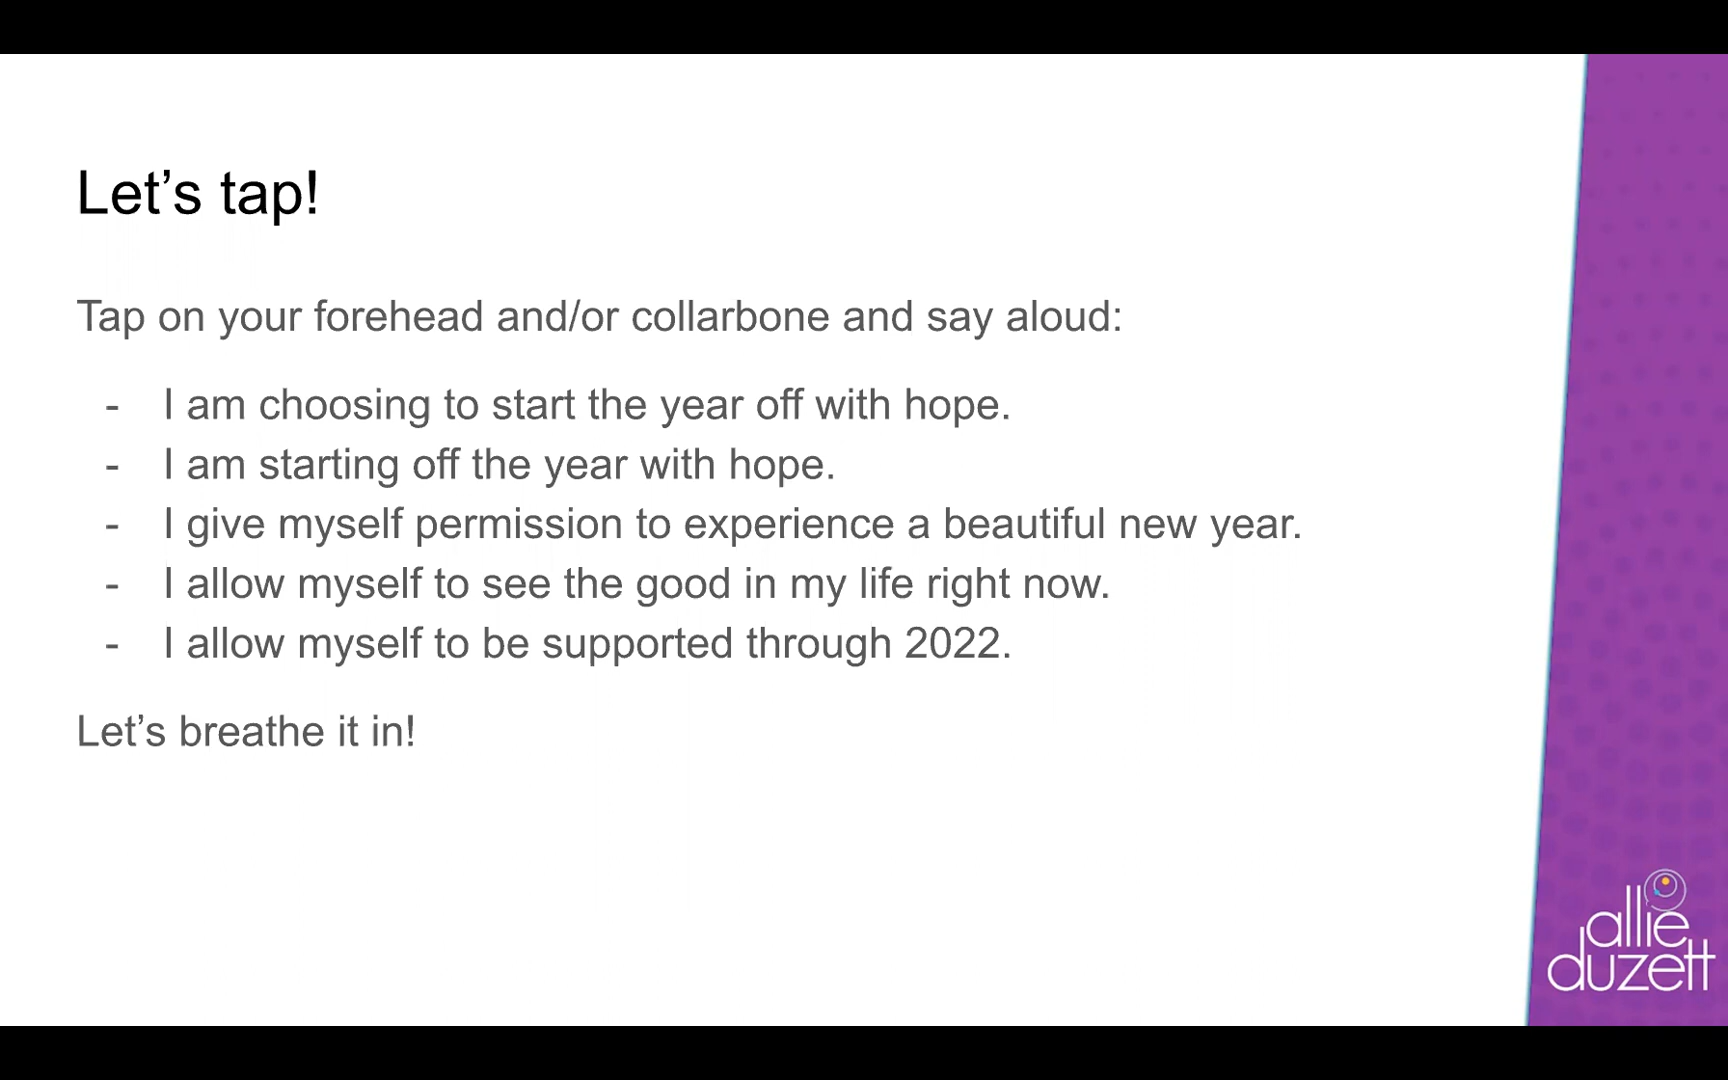 Let’s tap!
Tap on your forehead and/or collarbone and say aloud:
- I am choosing to start the year off with hope.
- I am starting off the year with hope.
- I give myself permission to experience a beautiful new year.
- I allow myself to see the good in my life right now.
- I allow myself to be supported through 2022.
Let’s breathe it in!
allie
duzett